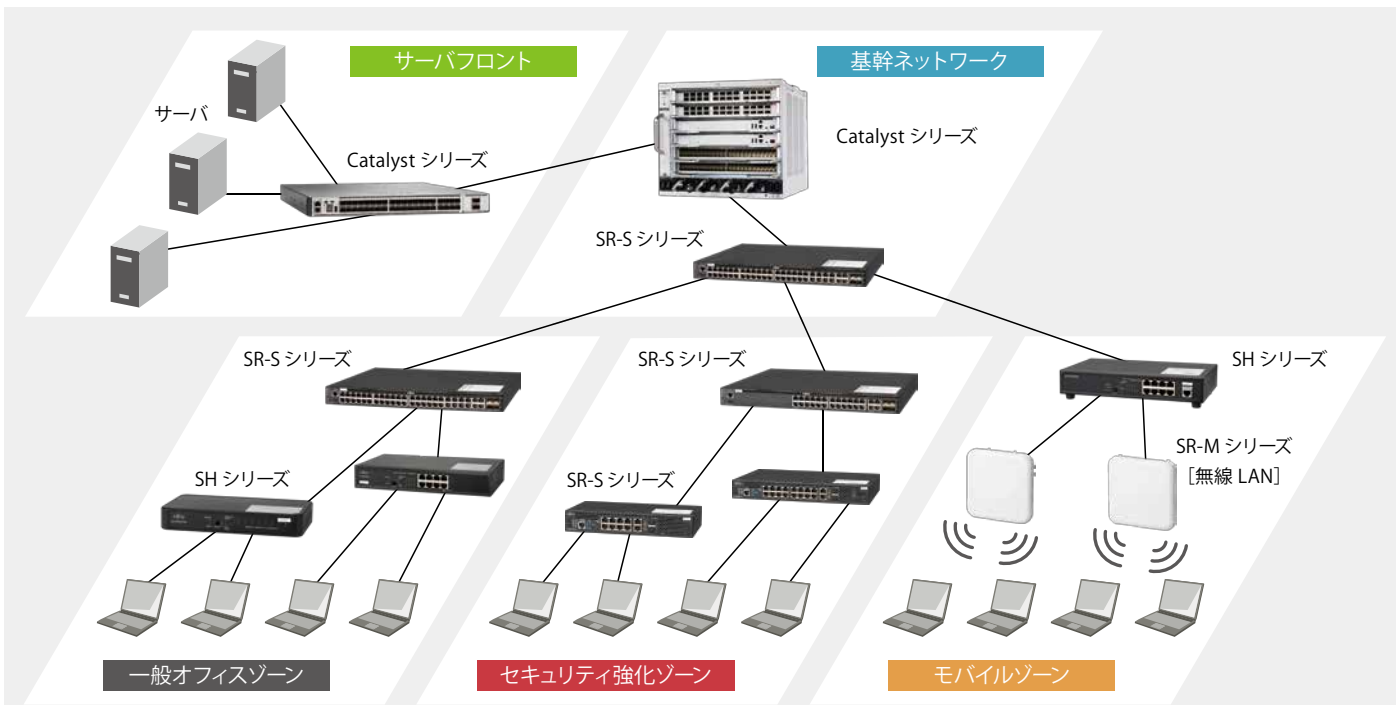 サーバフロント
基幹ネットワーク
サーバ
Catalyst シリーズ
Catalyst シリーズ
SR-S シリーズ
SR-S シリーズ
SR-S シリーズ
SH シリーズ
SH シリーズ
SR-S シリーズ
SR-M シリーズ
［無線 LAN］
一般オフィスゾーン
セキュリティ強化ゾーン
モバイルゾーン